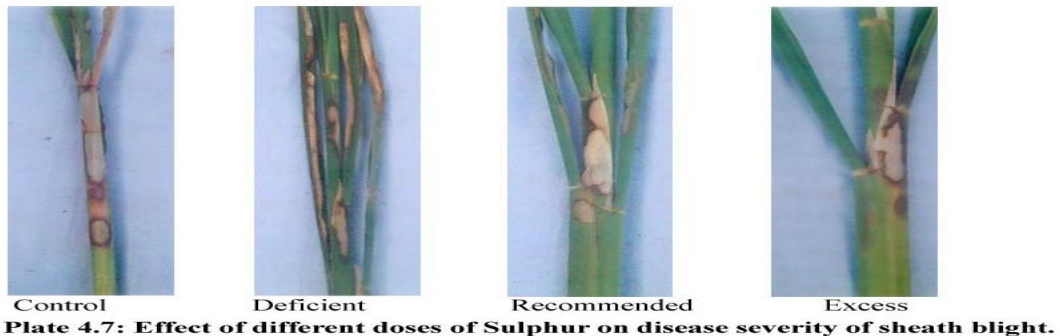 Control Deficient Recommended Excess
Plate 4.7: Effect of different doses of Sulphur on disease severity of sheath blight.